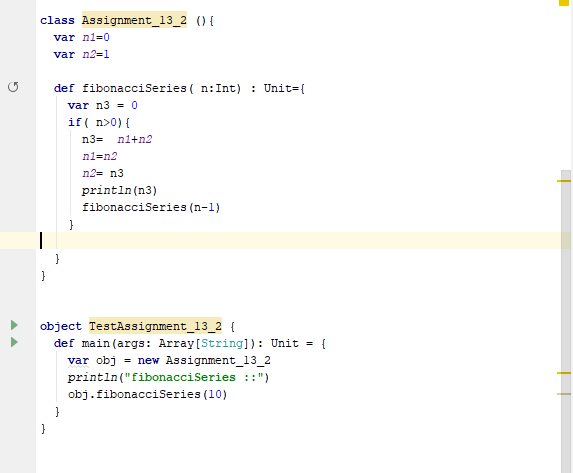 class Assignment_13_2 (){
var n1=0
var n2=1
def fibonacciSeries( n:Int) : Unit={
var n3 = 0
if( n>0){
n3=  n1+n2
n1=n2
n2= n3
println(n3)
fibonacciSeries(n-1)
}
}
}
object TestAssignment_13_2 {
def main(args: Array[String]): Unit = {
var obj = new Assignment_13_2
println("fibonacciSeries ::")
obj.fibonacciSeries(10)
}
}